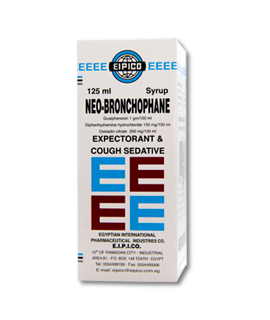 EEEE EIPICO EEEE
125 ml Syrup
NEO-BRONCHOPHANE
Guaiphenesin 1 gm/100 ml
Diphenhydramine hydrochloride 100 mg/100 ml
Oxeladin citrate 200 mg/100 ml
EXPECTORANT &
COUGH SEDATIVE
EE
EE
EGYPTIAN INTERNATIONAL
PHARMACEUTICAL INDUSTRIES CO.
E.I.P.I.CO.
10th OF RAMADAN CITY - INDUSTRIAL
AREA B1 - P.O. BOX 149 TENTH - EGYPT
E-mail: eipico@eipico.com.eg